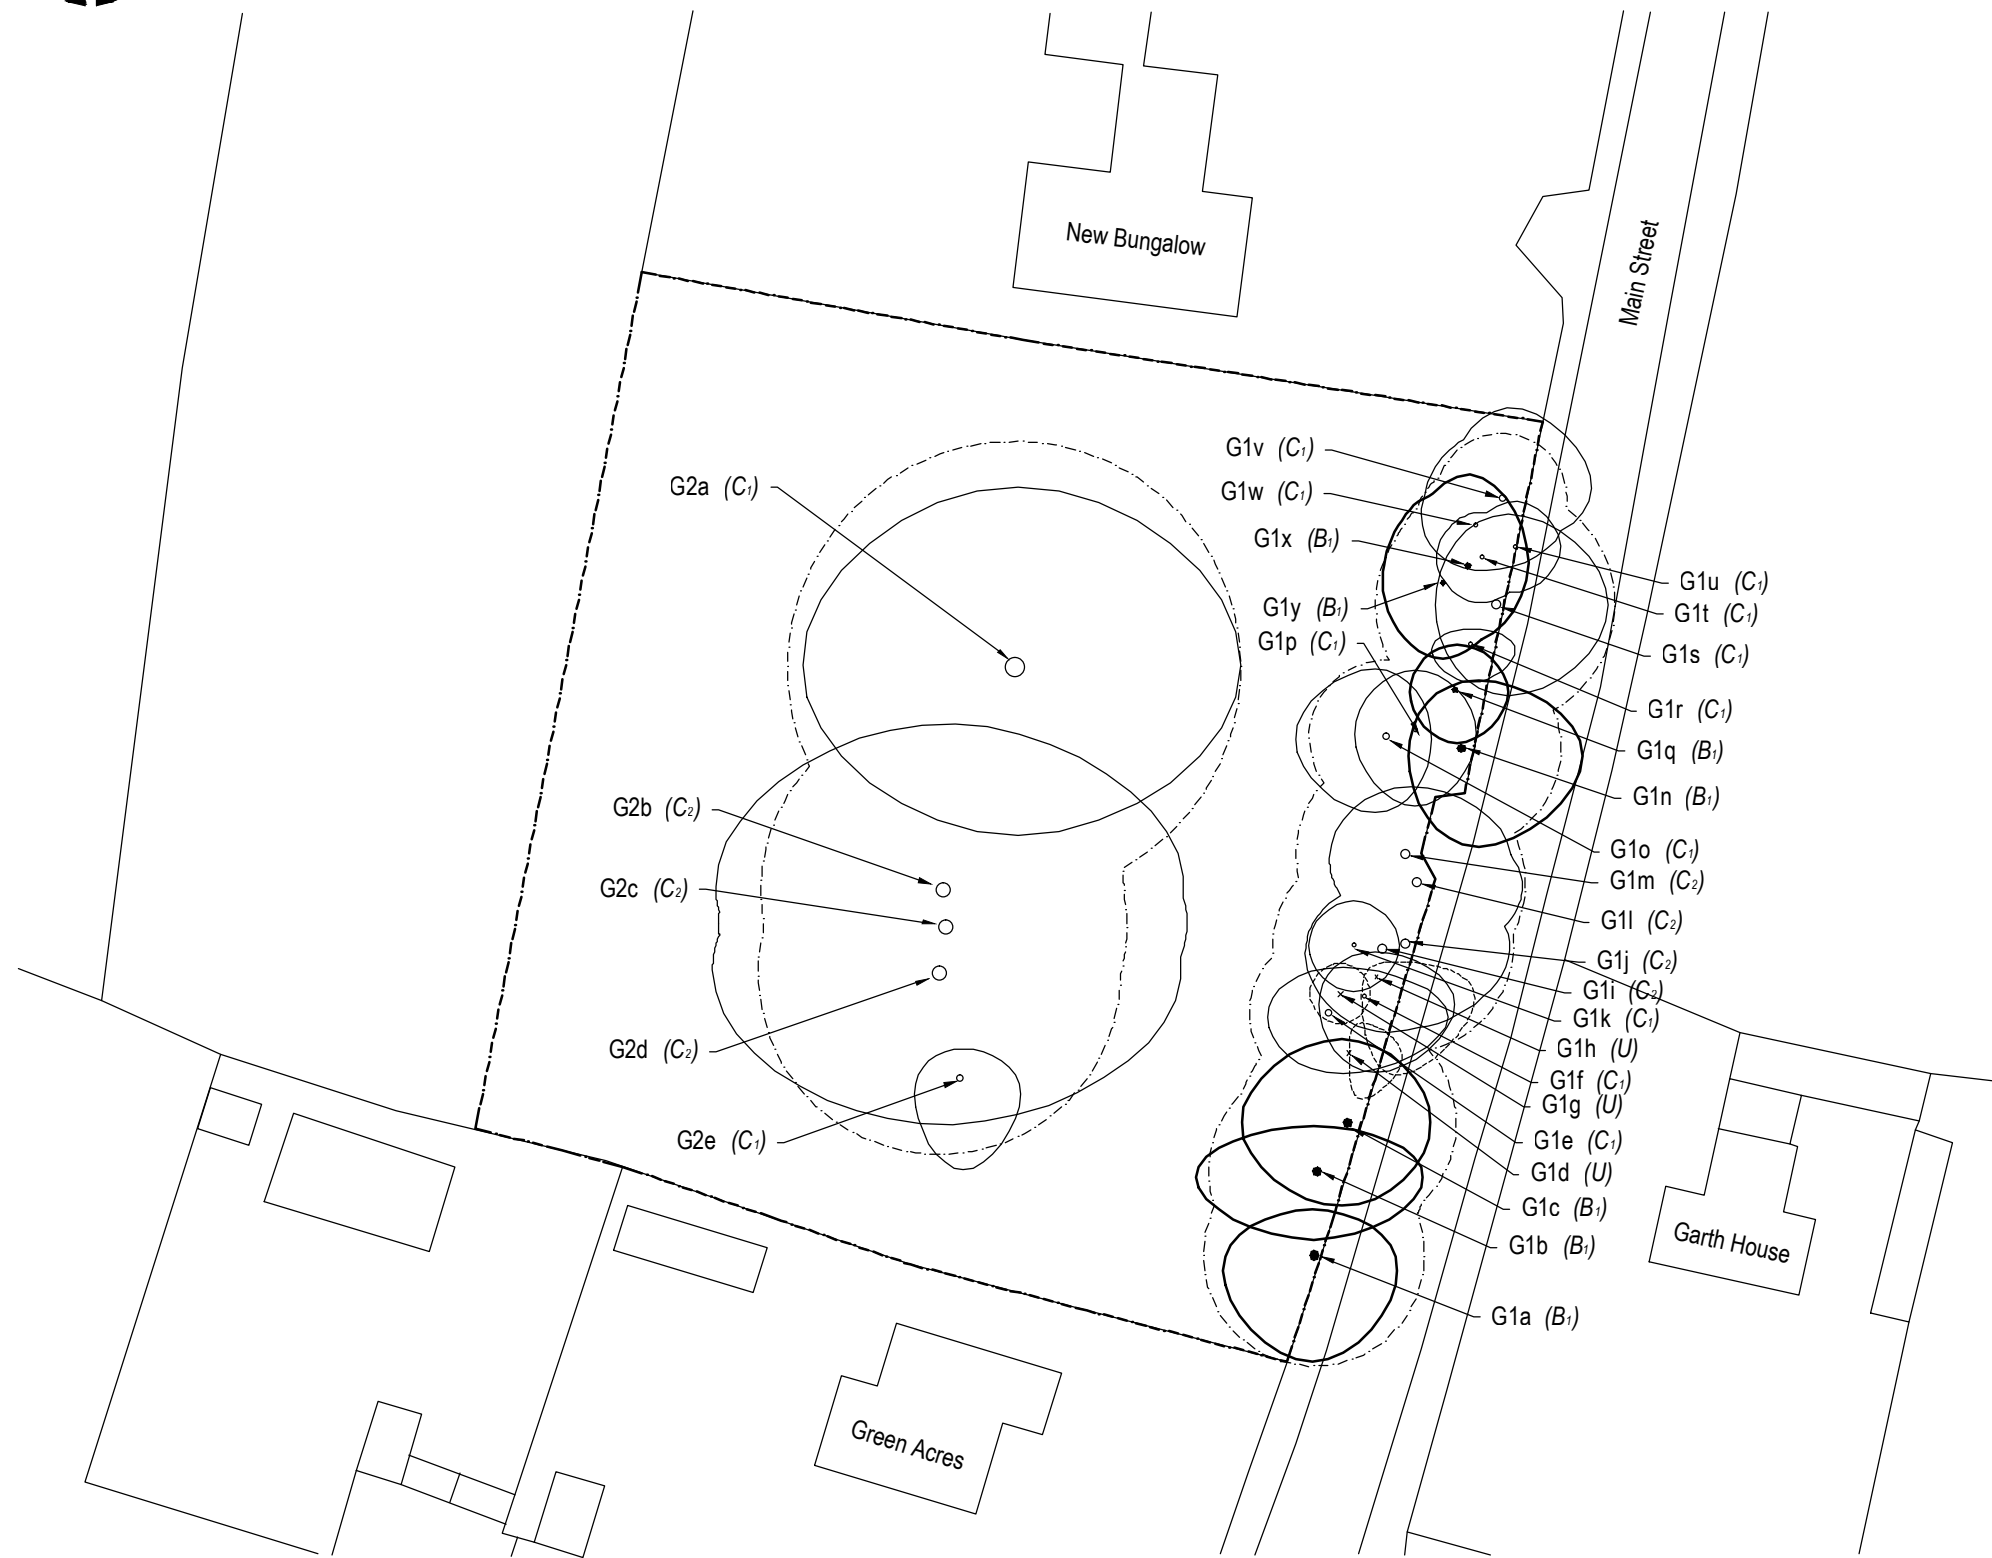 New Bungalow
Main Street
G1v (C1)
G2a (C1)
G1w (C1)
G1x (B1)
G1u (C1)
G1y (B1)
G1t (C1)
G1p (C1)
G1s (C1)
G1r (C1)
G1q (B1)
G1n (B1)
G2b (C2)
G1o (C1)
G1m (C2)
G2c (C2)
G1l (C2)
G1j (C2)
G1i (C2)
G1k (C1)
G1h (U)
G2d (C2)
G1f (C1)
G1g (U)
G2e (C1)
G1e (C1)
G1d (U)
G1c (B1)
G1b (B1)
Garth House
G1a (B1)
Green Acres